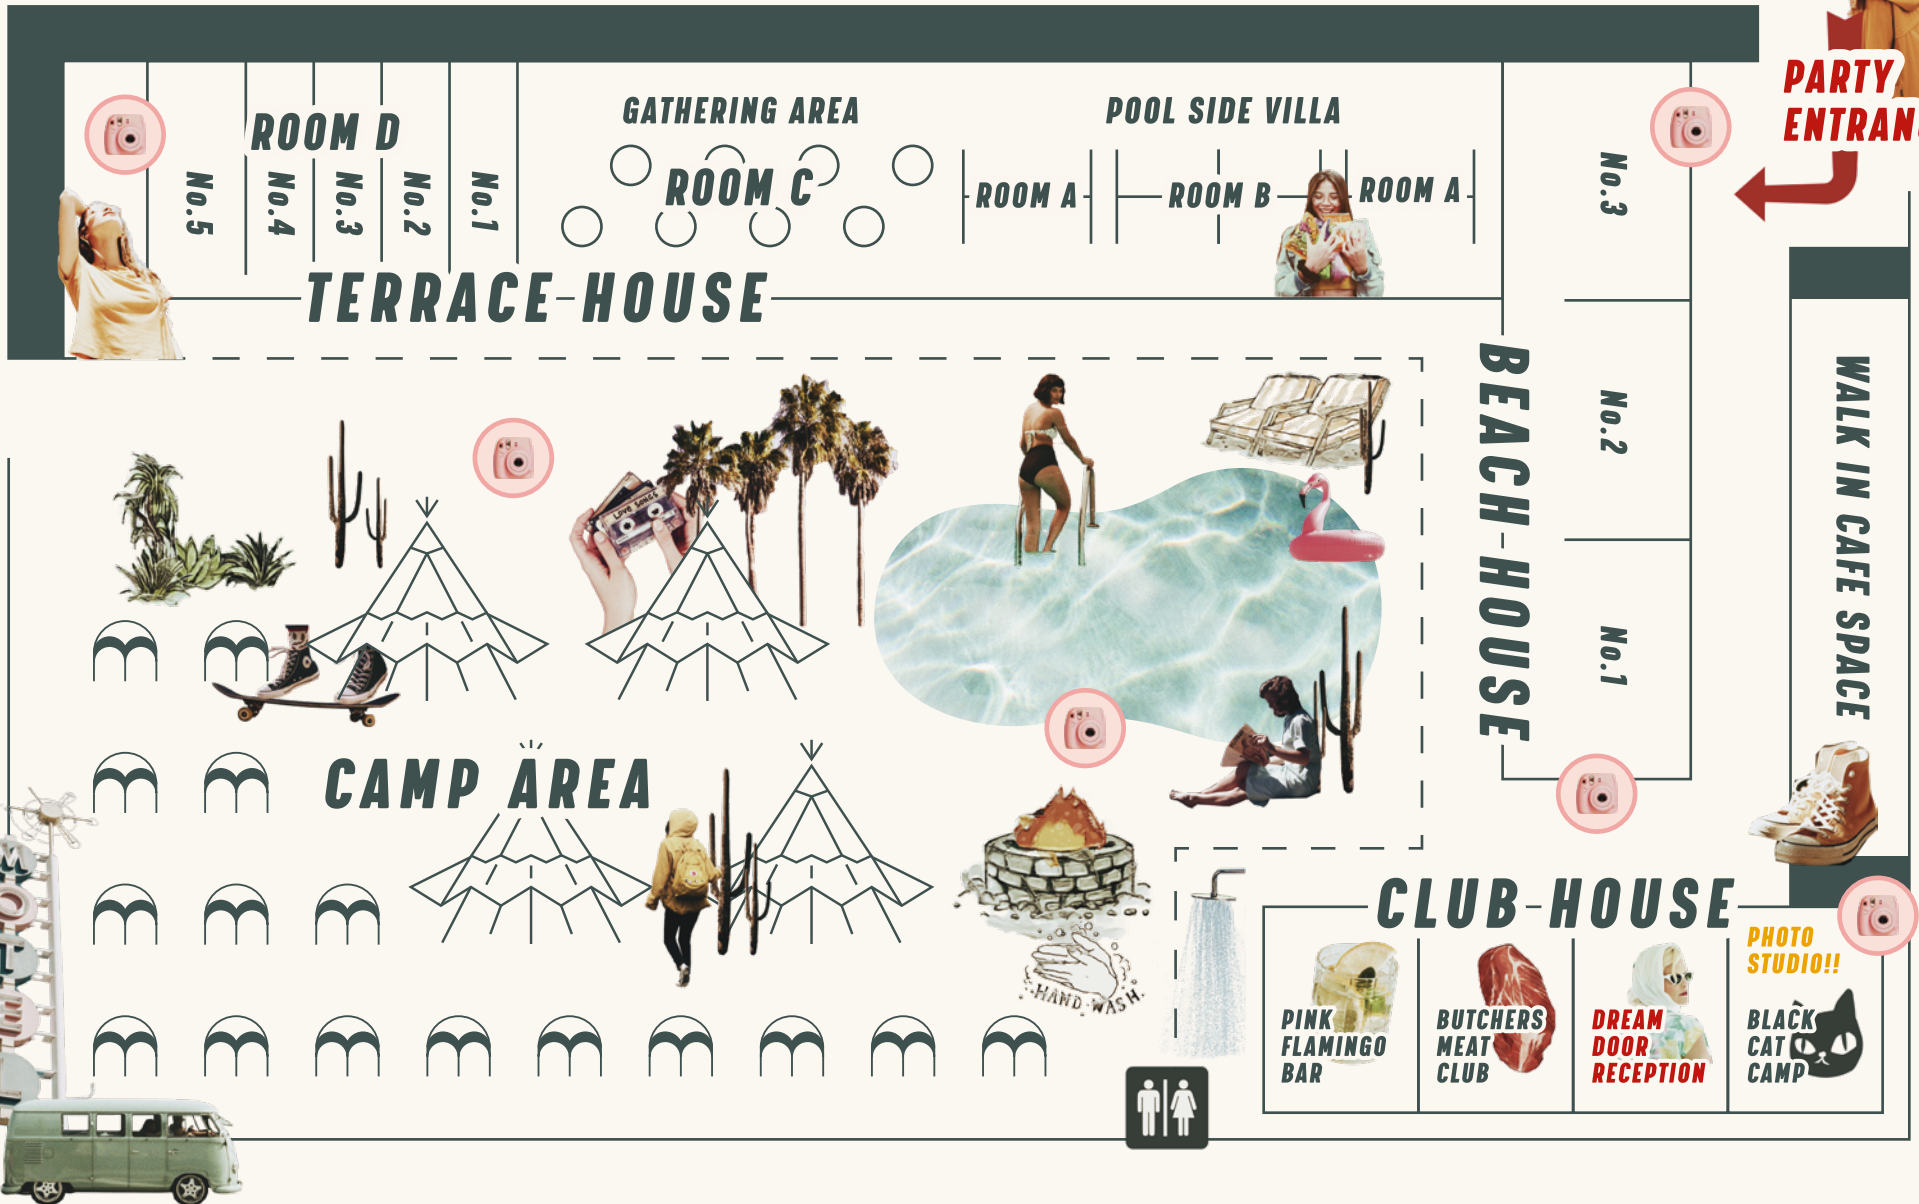 PARTY
ROOM D
GATHERING AREA
ROOM C
POOL SIDE VILLA
ROOM A
ROOM B
ROOM A
No.5
No.4
No.3
No.2
No.1
TERRACE HOUSE
No.3
No.2
No.1
BEACH HOUSE
WALK IN CAFE SPACE
LOVE SONGS
CAMP AREA
HAND WASH.
CLUB HOUSE
PINK
FLAMINGO
BAR
BUTCHERS
MEAT
CLUB
DREAM
DOOR
RECEPTION
PHOTO
STUDIO!!
BLACK
CAT
CAMP